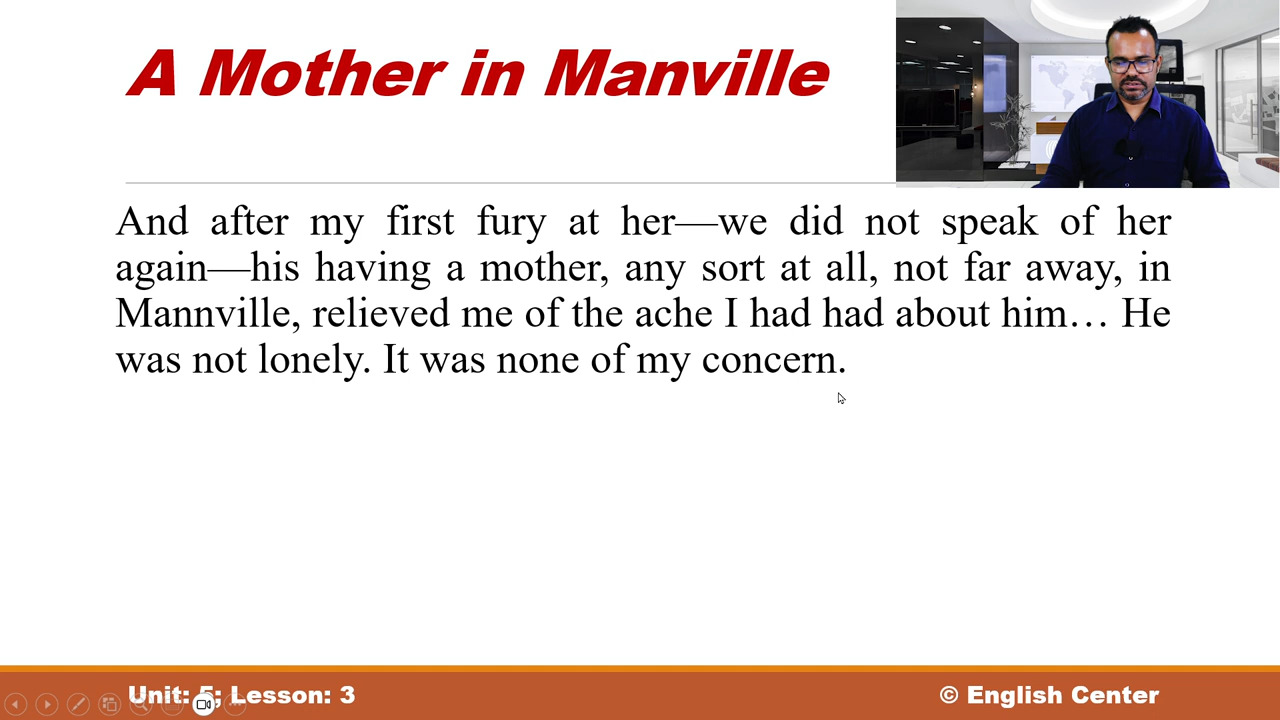 A Mother in Manville
And after my first fury at her—we did not speak of her
again—his having a mother, any sort at all, not far away, in
Mannville, relieved me of the ache I had had about him… He
was not lonely. It was none of my concern.
Unit: 5; Lesson: 3
© English Center